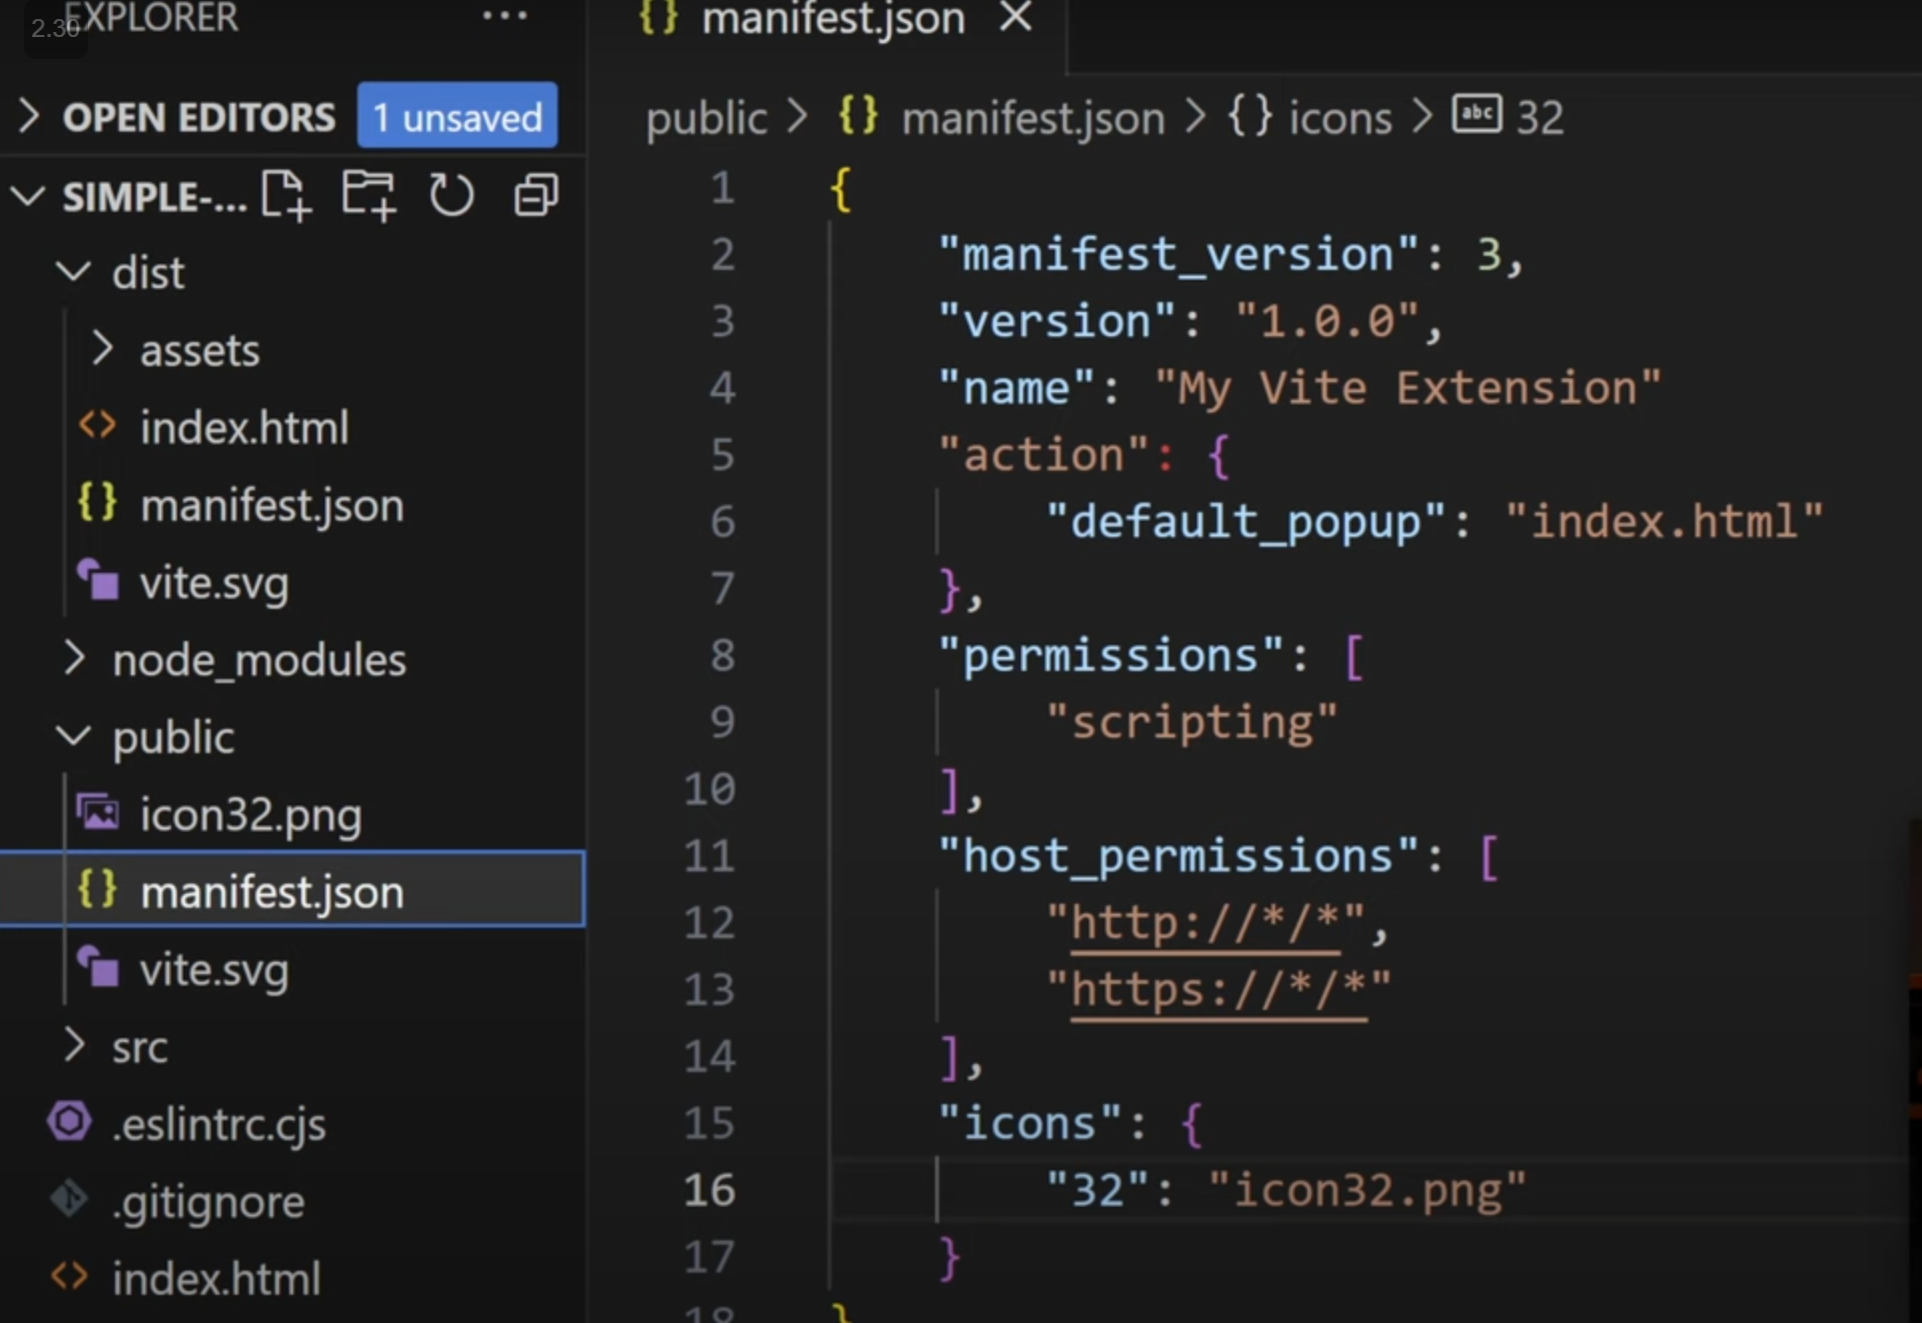 2.30
EXPLORER ...
OPEN EDITORS 1 unsaved
SIMPLE-...
dist
assets
index.html
manifest.json
vite.svg
node_modules
public
icon32.png
manifest.json
vite.svg
src
.eslintrc.cjs
.gitignore
index.html
{} manifest.json ×
public > {} manifest.json > {} icons > abc 32
1 {
2 "manifest_version": 3,
3 "version": "1.0.0",
4 "name": "My Vite Extension"
5 "action": {
6 "default_popup": "index.html"
7 },
8 "permissions": [
9 "scripting"
10 ],
11 "host_permissions": [
12 "http://*/*",
13 "https://*/*"
14 ],
15 "icons": {
16 "32": "icon32.png"
17 }
18 }